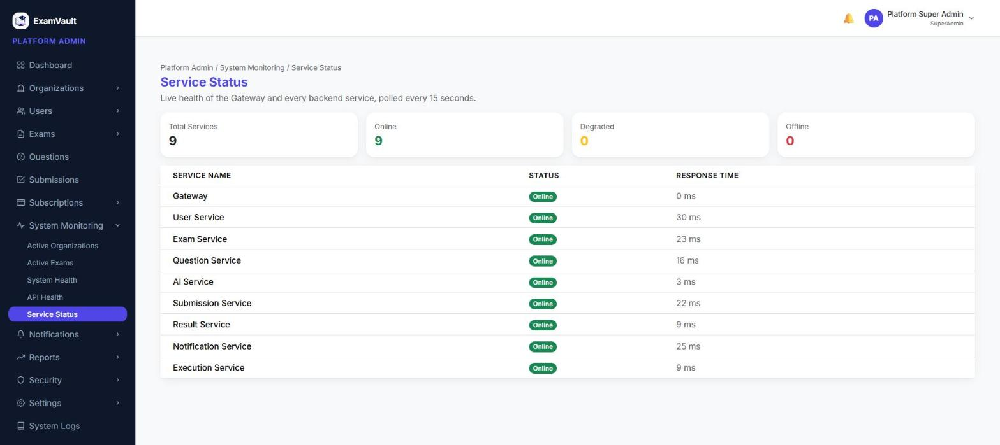 ExamVault
PLATFORM ADMIN
Dashboard
Organizations
Users
Exams
Questions
Submissions
Subscriptions
System Monitoring
Active Organizations
Active Exams
System Health
API Health
Service Status
Notifications
Reports
Security
Settings
System Logs
PA
Platform Super Admin
SuperAdmin
Platform Admin / System Monitoring / Service Status
Service Status
Live health of the Gateway and every backend service, polled every 15 seconds.
Total Services
9
Online
9
Degraded
0
Offline
0
SERVICE NAME STATUS RESPONSE TIME
Gateway Online 0 ms
User Service Online 30 ms
Exam Service Online 23 ms
Question Service Online 16 ms
AI Service Online 3 ms
Submission Service Online 22 ms
Result Service Online 9 ms
Notification Service Online 25 ms
Execution Service Online 9 ms